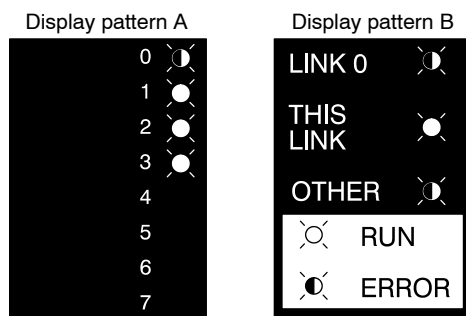 Display pattern A
0
1
2
3
4
5
6
7
Display pattern B
LINK 0
THIS
LINK
OTHER
RUN
ERROR